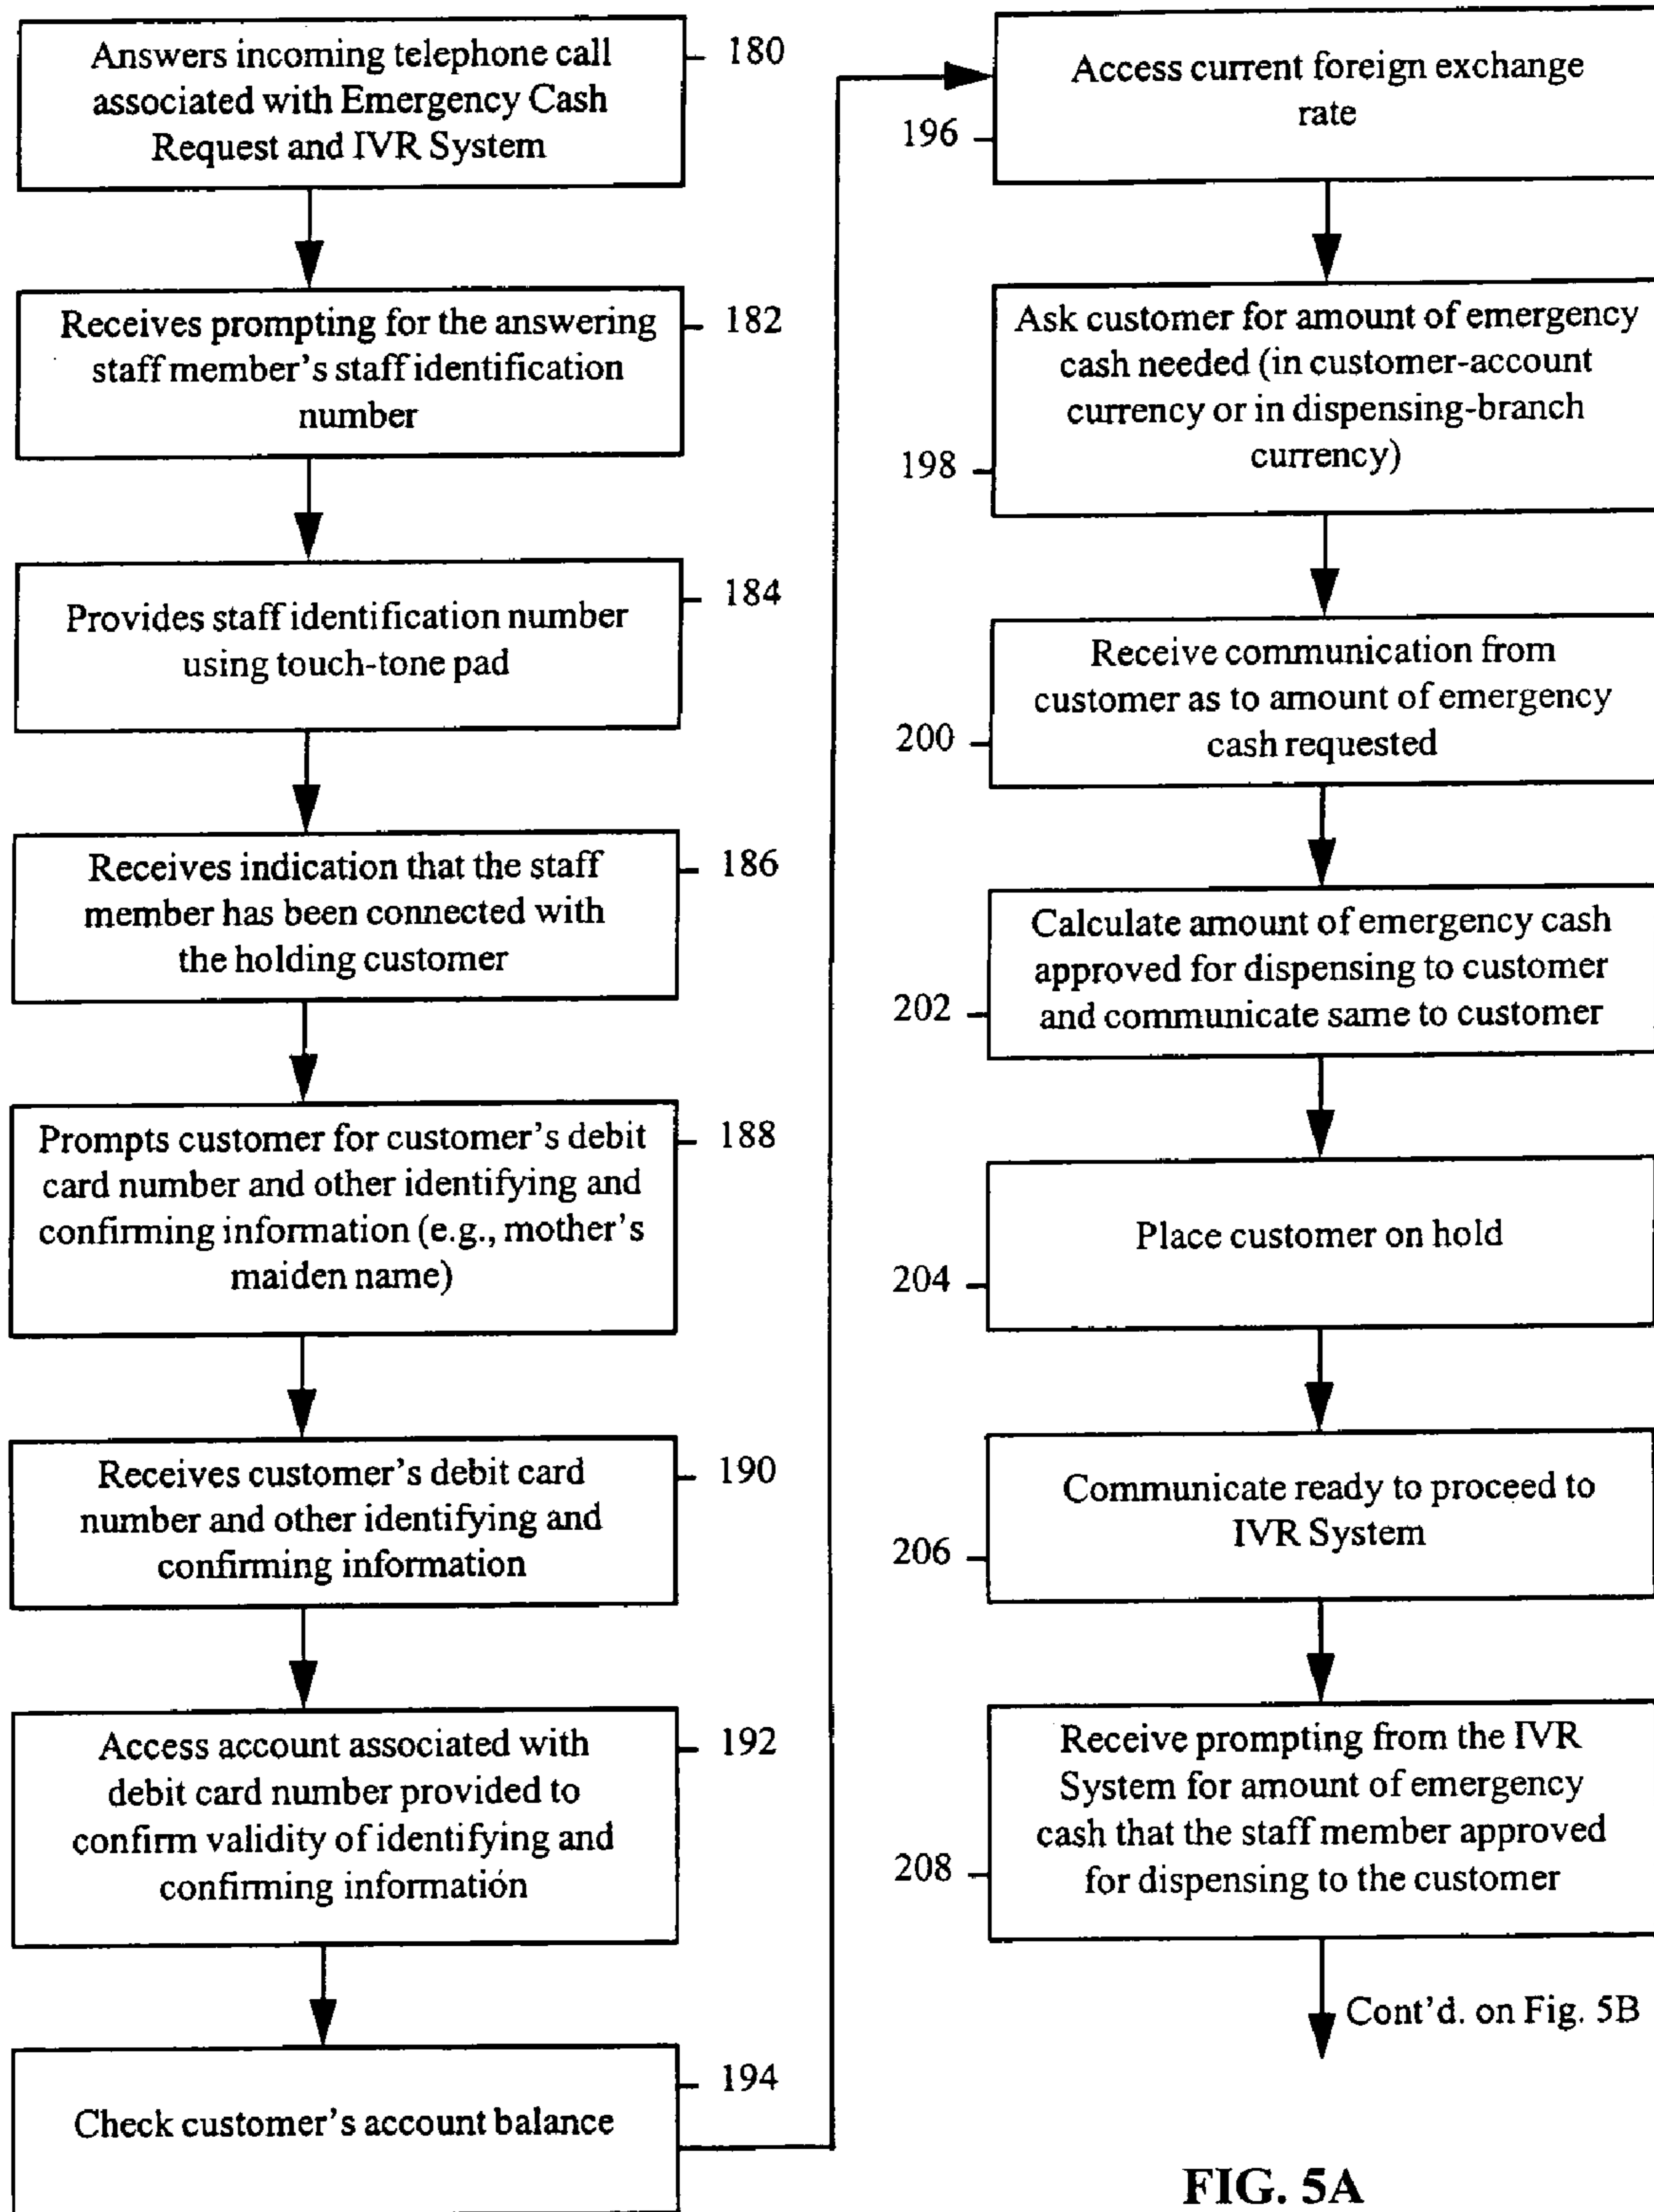 Answers incoming telephone call
associated with Emergency Cash
Request and IVR System
180
Receives prompting for the answering
staff member's staff identification
number
182
Provides staff identification number
using touch-tone pad
184
Receives indication that the staff
member has been connected with
the holding customer
186
Prompts customer for customer's debit
card number and other identifying and
confirming information (e.g., mother's
maiden name)
188
Receives customer's debit card
number and other identifying and
confirming information
190
Access account associated with
debit card number provided to
confirm validity of identifying and
confirming information
192
Check customer's account balance
194
Access current foreign exchange
rate
196
Ask customer for amount of emergency
cash needed (in customer-account
currency or in dispensing-branch
currency)
198
Receive communication from
customer as to amount of emergency
cash requested
200
Calculate amount of emergency cash
approved for dispensing to customer
and communicate same to customer
202
Place customer on hold
204
Communicate ready to proceed to
IVR System
206
Receive prompting from the IVR
System for amount of emergency
cash that the staff member approved
for dispensing to the customer
208
Cont'd. on Fig. 5B
FIG. 5A